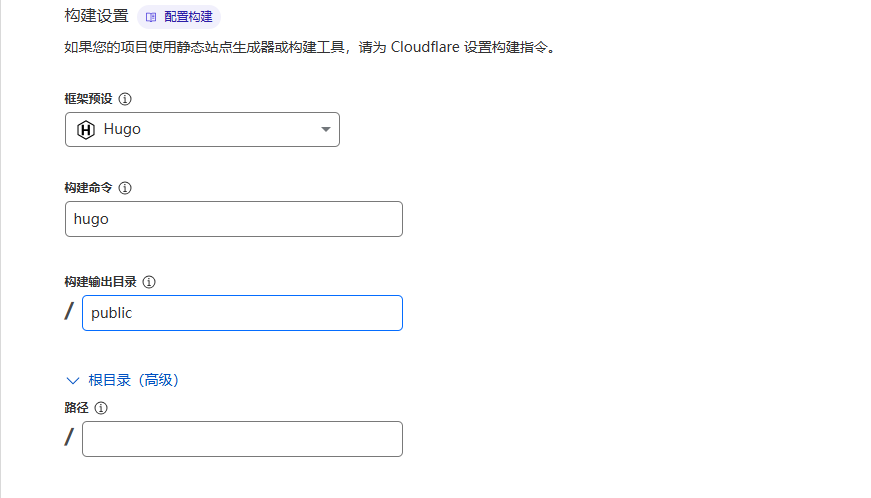 构建设置 配置构建
如果您的项目使用静态站点生成器或构建工具，请为 Cloudflare 设置构建指令。
框架预设
Hugo
构建命令
hugo
构建输出目录
/ public
根目录（高级）
路径
/